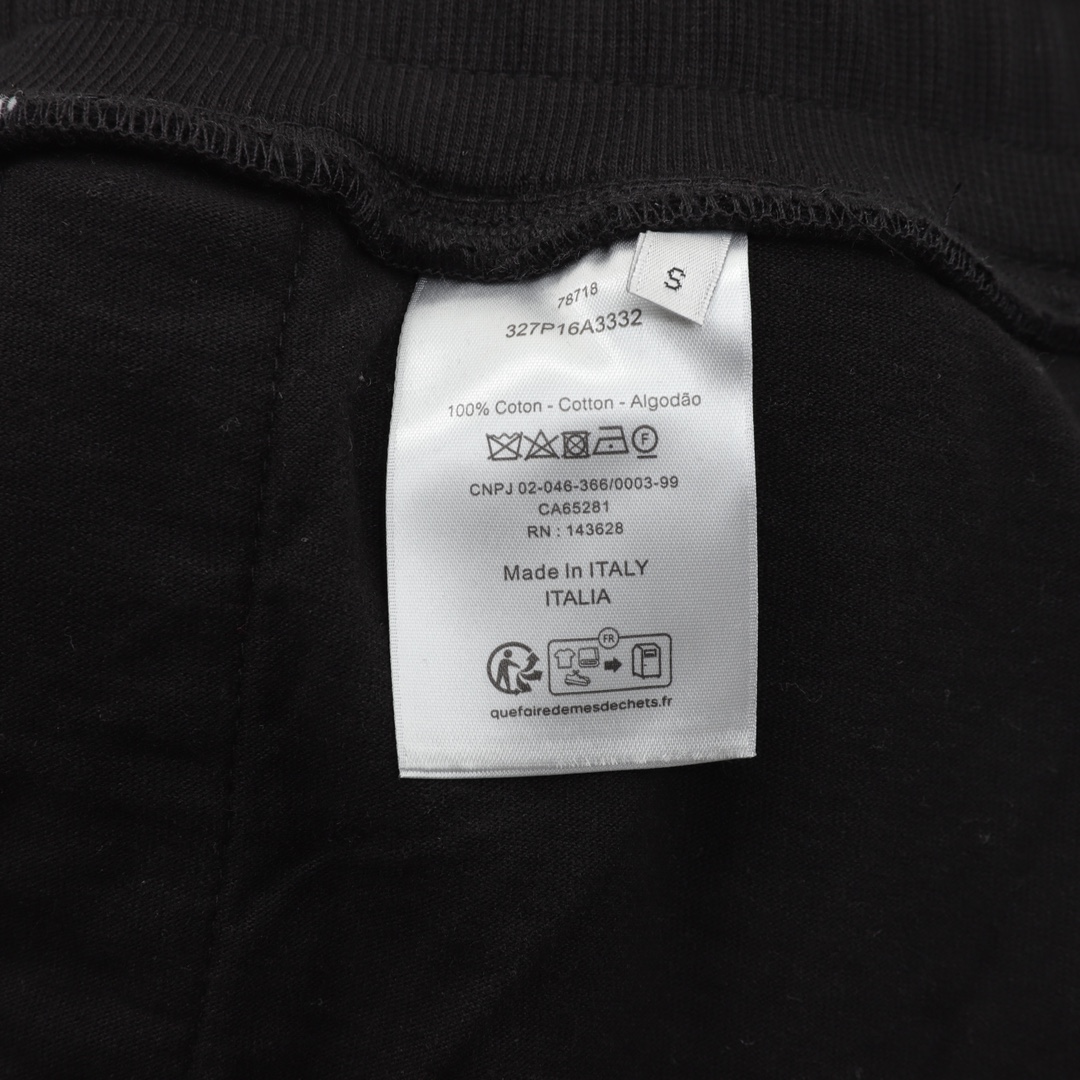 S
78718
327P16A3332
100% Coton - Cotton - Algodão
F
CNPJ 02-046-366/0003-99
CA65281
RN : 143628
Made In ITALY
ITALIA
FR
quefairedemesdechets.fr